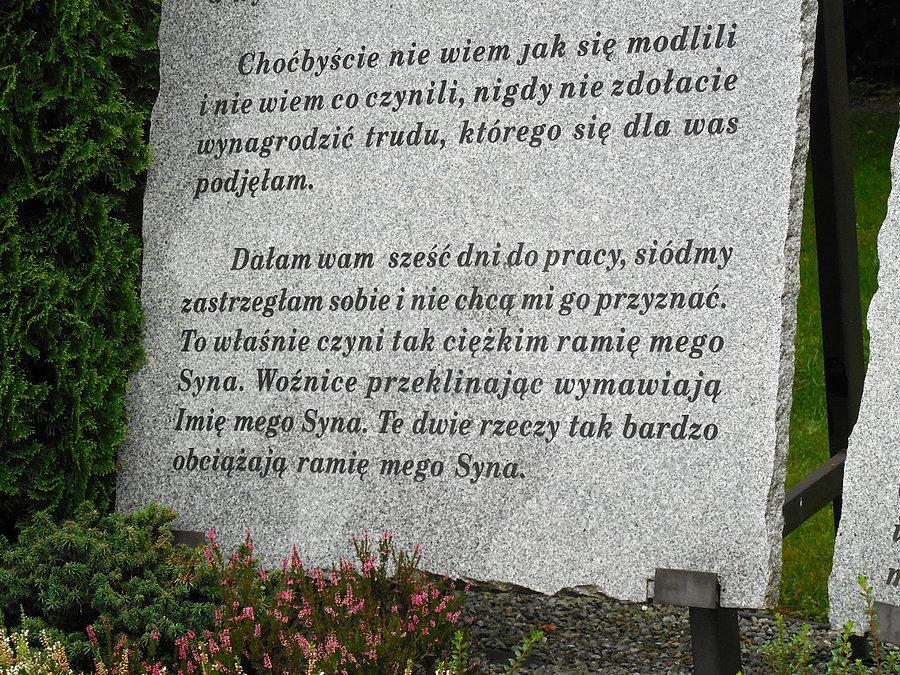 Choćbyście nie wiem jak się modlili
i nie wiem co czynili, nigdy nie zdołacie
wynagrodzić trudu, którego się dla was
podjęłam.
Dałam wam sześć dni do pracy, siódmy
zastrzegłam sobie i nie chcą mi go przyznać.
To właśnie czyni tak ciężkim ramię mego
Syna. Woźnice przeklinając wymawiają
Imię mego Syna. Te dwie rzeczy tak bardzo
obciążają ramię mego Syna.